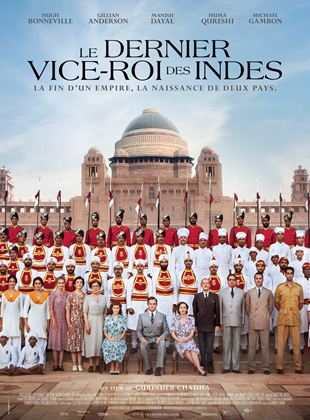 HUGH BONNEVILLE
GILLIAN ANDERSON
MANISH DAYAL
HUMA QURESHI
MICHAEL GAMBON
LE DERNIER
VICE-ROI DES INDES
LA FIN D'UN EMPIRE, LA NAISSANCE DE DEUX PAYS.
UN FILM DE GURINDER CHADHA